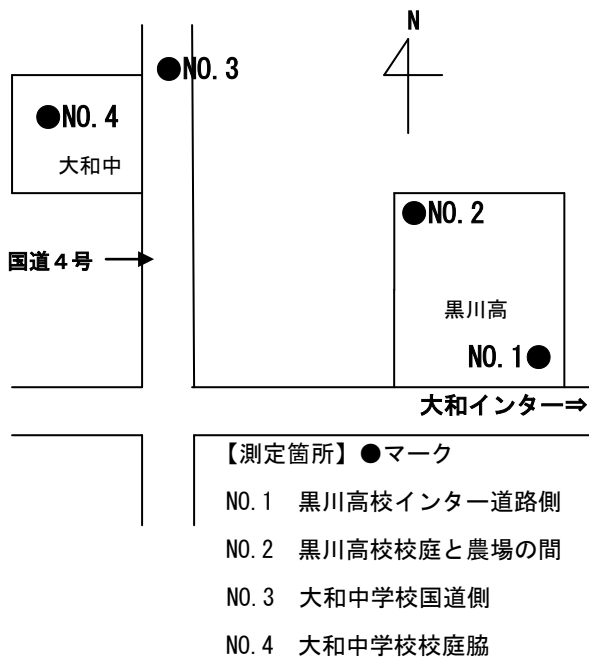 N
●NO.3
●NO.4
大和中
●NO.2
国道4号
黒川高
NO.1●
大和インター⇒
【測定箇所】●マーク
NO.1 黒川高校インター道路側
NO.2 黒川高校校庭と農場の間
NO.3 大和中学校国道側
NO.4 大和中学校校庭脇